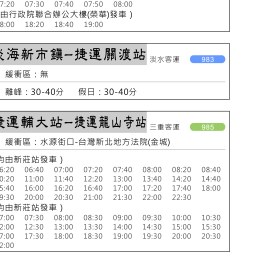 7:20 07:30 07:40 07:50 08:00
由行政院聯合辦公大樓(榮華)發車）
8:00 18:20 18:40 19:00
淡海新市鎮－捷運關渡站 淡水客運 983
緩衝區：無
離峰：30-40分 假日：30-40分
捷運輔大站－捷運龍山寺站 三重客運 985
緩衝區：水源街口-台灣新北地方法院(金城)
均由新莊站發車）
6:20 06:40 07:00 07:20 07:40 08:00 08:20 08:40
0:20 11:00 11:40 12:20 13:00 13:40 14:20 14:40
5:40 16:00 16:20 16:40 17:00 17:20 17:40 18:00
9:30 20:00 20:30 21:00 21:30 22:00 22:30
均由新莊站發車）
7:00 07:30 08:00 08:30 09:00 09:30 10:00 10:30
2:00 12:30 13:00 13:30 14:00 14:30 15:00 15:30
7:00 17:30 18:00 18:30 19:00 19:30 20:00 20:30
2:00